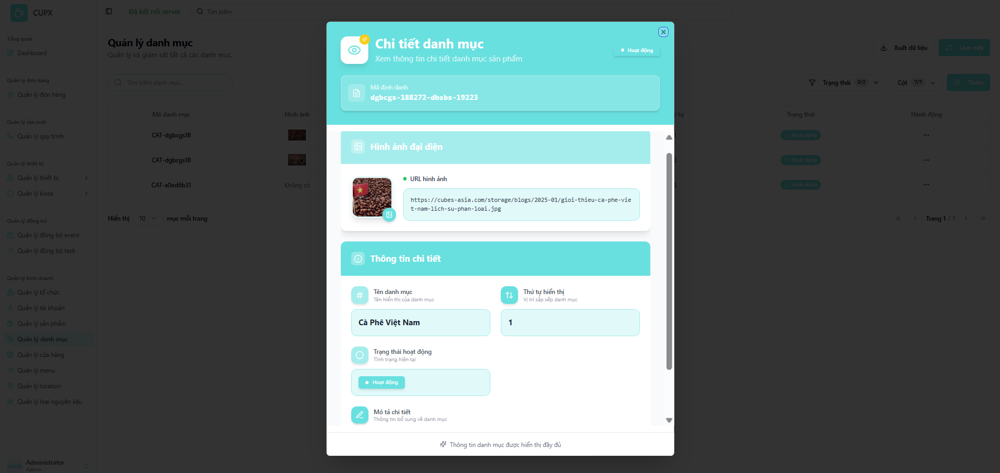 CUPX
Đã kết nối server
Tìm kiếm
Tổng quan
Dashboard
Quản lý đơn hàng
Quản lý đơn hàng
Quản lý sản xuất
Quản lý quy trình
Quản lý thiết bị
Quản lý thiết bị
Quản lý kiosk
Quản lý đồng bộ
Quản lý đồng bộ event
Quản lý đồng bộ task
Quản lý kinh doanh
Quản lý tổ chức
Quản lý tài khoản
Quản lý sản phẩm
Quản lý danh mục
Quản lý cửa hàng
Quản lý menu
Quản lý location
Quản lý loại nguyên liệu
Administrator
Admin
Quản lý danh mục
Quản lý và giám sát tất cả các danh mục.
Xuất dữ liệu
Làm mới
Tìm kiếm danh mục...
Trạng thái 0/2
Cột 7/7
Thêm
Mã danh mục Hình ảnh ứ tự Trạng thái Hành động
CAT-dgbcgs18 1 Hoạt động
CAT-dgbcgs18 2 Hoạt động
CAT-a0ed6b31 Không có 3 Hoạt động
Hiển thị 10 mục mỗi trang
Trang 1 / 1
Chi tiết danh mục
Xem thông tin chi tiết danh mục sản phẩm
Hoạt động
Mã định danh
dgbcgs-188272-dbsbs-19223
Hình ảnh đại diện
URL hình ảnh
https://cubes-asia.com/storage/blogs/2025-01/gioi-thieu-ca-phe-vie
t-nam-lich-su-phan-loai.jpg
Thông tin chi tiết
Tên danh mục
Tên hiển thị của danh mục
Cà Phê Việt Nam
Thứ tự hiển thị
Vị trí sắp xếp danh mục
1
Trạng thái hoạt động
Tình trạng hiện tại
Hoạt động
Mô tả chi tiết
Thông tin bổ sung về danh mục
Thông tin danh mục được hiển thị đầy đủ